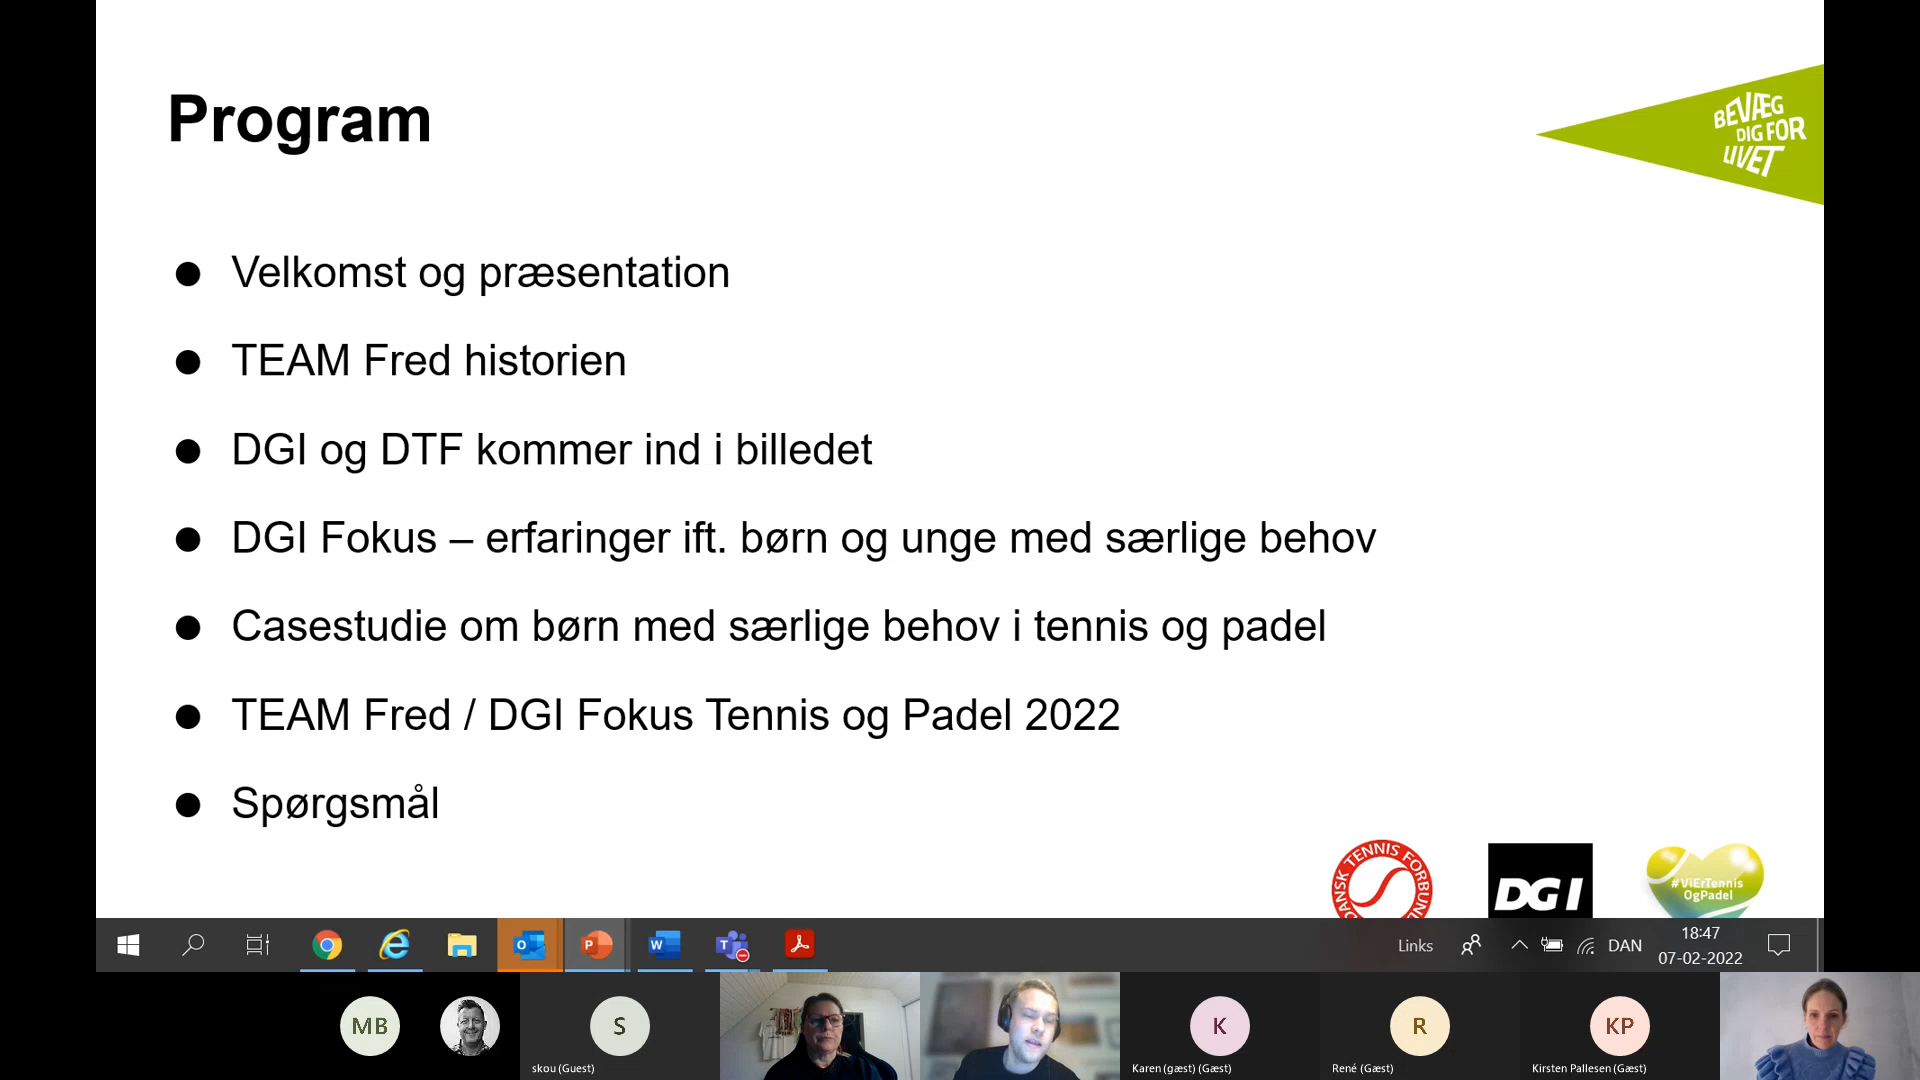 Program
BEVÆG
DIG FOR
LIVET
Velkomst og præsentation
TEAM Fred historien
DGI og DTF kommer ind i billedet
DGI Fokus – erfaringer ift. børn og unge med særlige behov
Casestudie om børn med særlige behov i tennis og padel
TEAM Fred / DGI Fokus Tennis og Padel 2022
Spørgsmål
DANSK TENNIS FORBUND
DGI
#ViErTennis
OgPadel
Links
DAN
18:47
07-02-2022
MB
S
skou (Guest)
K
Karen (gæst) (Gæst)
R
René (Gæst)
KP
Kirsten Pallesen (Gæst)